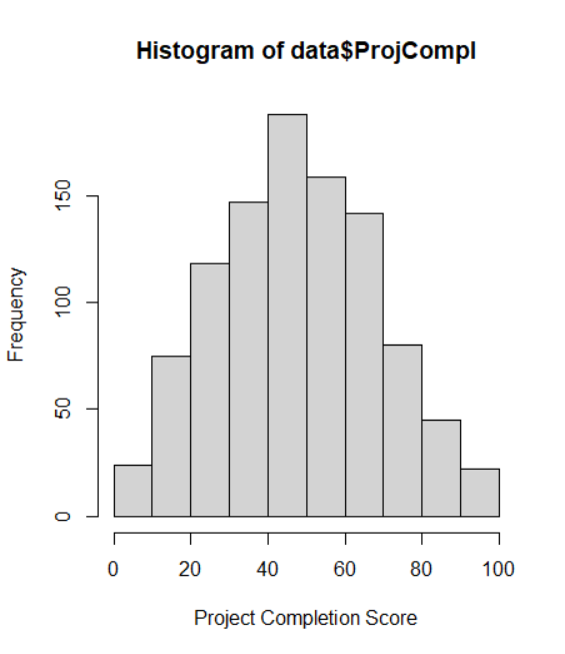 Histogram of data$ProjCompl
Frequency
150
100
50
0
0 20 40 60 80 100
Project Completion Score